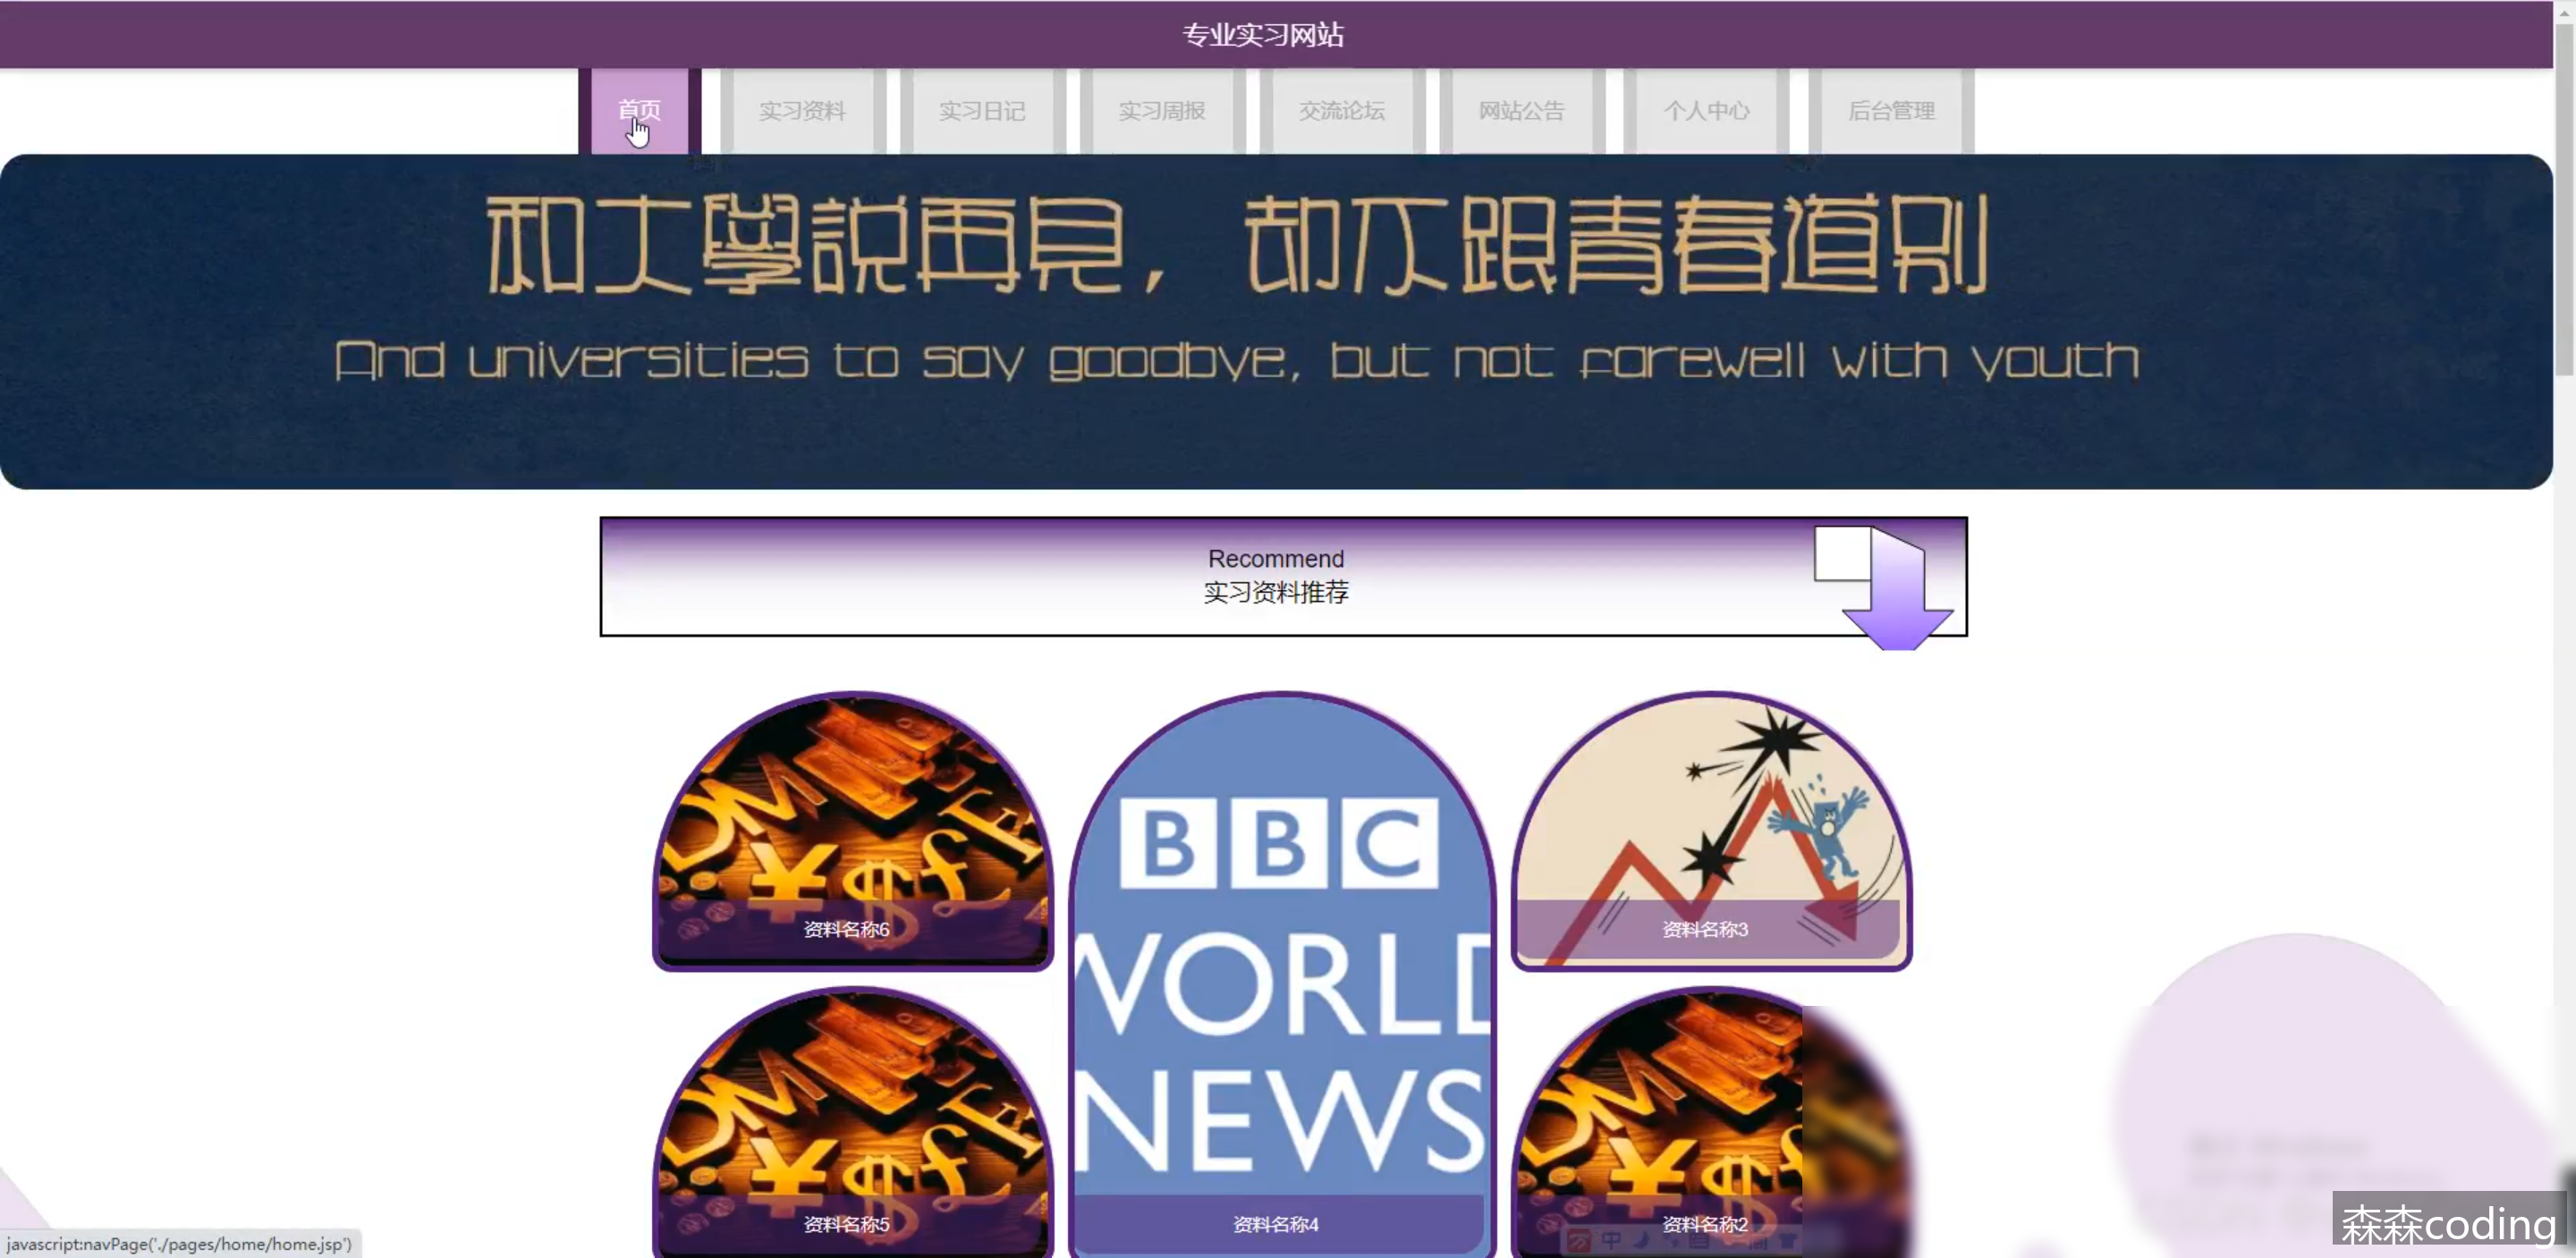 专业实习网站
首页 实习资料 实习日记 实习周报 交流论坛 网站公告 个人中心 后台管理
和大學説再見，却不跟青春道别
And universities to say goodbye, but not farewell with youth
Recommend
实习资料推荐
资料名称6
BBC
WORLD
NEWS
资料名称3
资料名称5
资料名称4
资料名称2
javascript:navPage('./pages/home/home.jsp')
森森coding